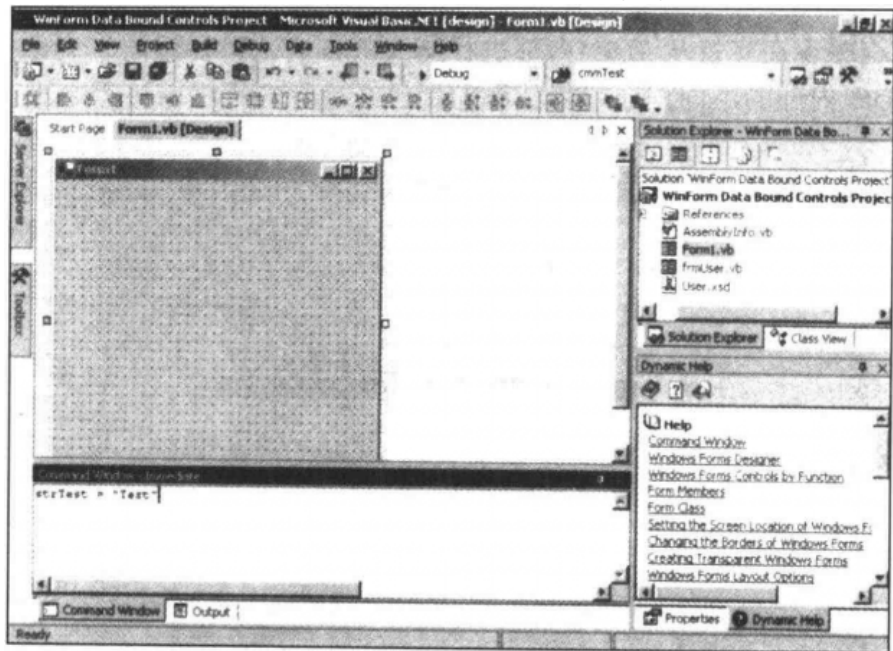 WinForm Data Bound Controls Project - Microsoft Visual Basic.NET [design] - Form1.vb [Design]
File Edit View Project Build Debug Data Tools Window Help
Debug cmmTest
Server Explorer
Toolbox
Start Page Form1.vb [Design]
Form1
Solution Explorer - WinForm Data Bo...
Solution 'WinForm Data Bound Controls Project'
WinForm Data Bound Controls Projec
References
AssemblyInfo.vb
Form1.vb
frmUser.vb
User.xsd
Solution Explorer Class View
Dynamic Help
Help
Command Window
Windows Forms Designer
Windows Forms Controls by Function
Form Members
Form Class
Setting the Screen Location of Windows F
Changing the Borders of Windows Forms
Creating Transparent Windows Forms
Windows Forms Layout Options
Properties Dynamic Help
Command Window - Immediate
strTest = "Test"
Command Window Output
Ready